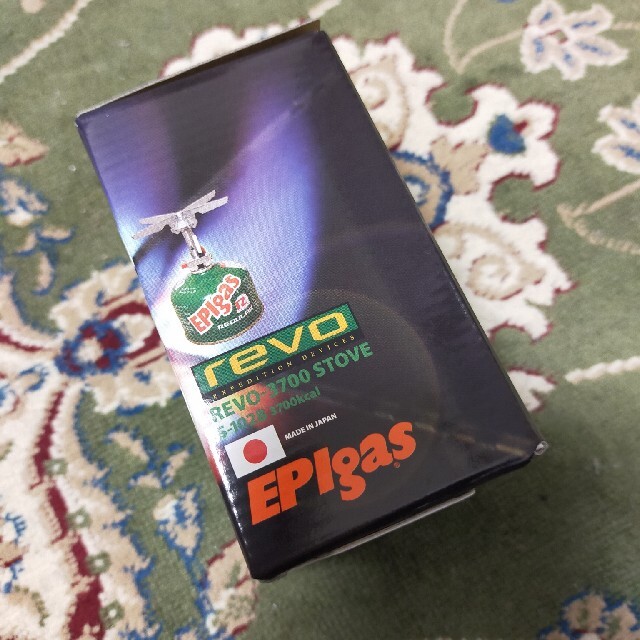 EPIgas
revo
EXPEDITION DEVICES
REVO-3700 STOVE
3700kcal
MADE IN JAPAN
EPIgas